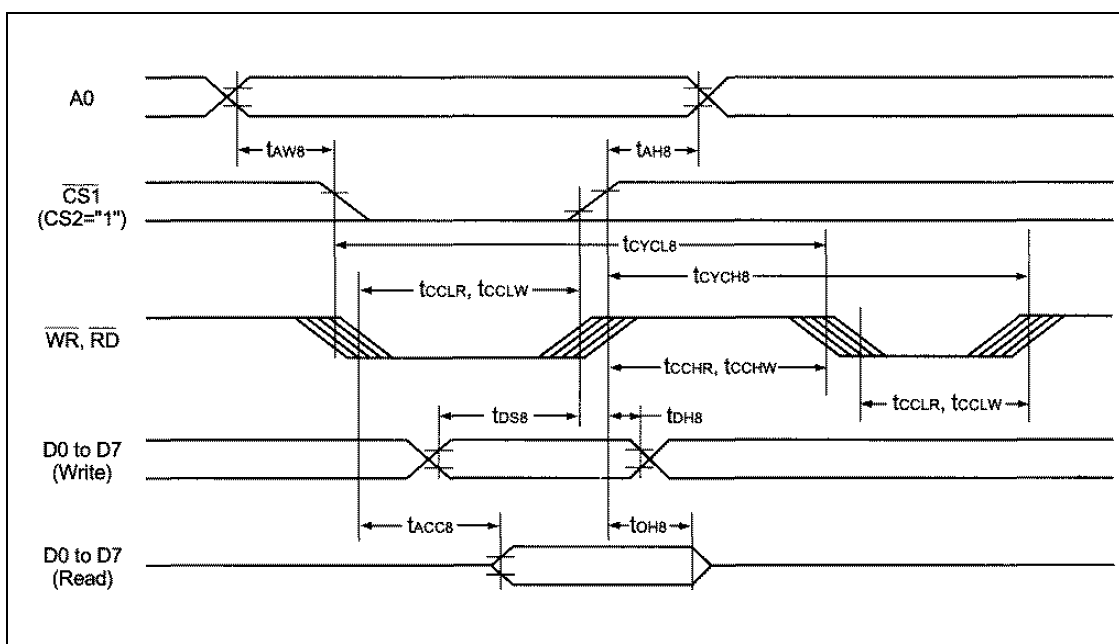 A0
tAW8
tAH8
CS1
(CS2="1")
tCYCL8
tCYCH8
tCCLR, tCCLW
WR, RD
tCCHR, tCCHW
tCCLR, tCCLW
tDS8
tDH8
D0 to D7
(Write)
tACC8
tOH8
D0 to D7
(Read)